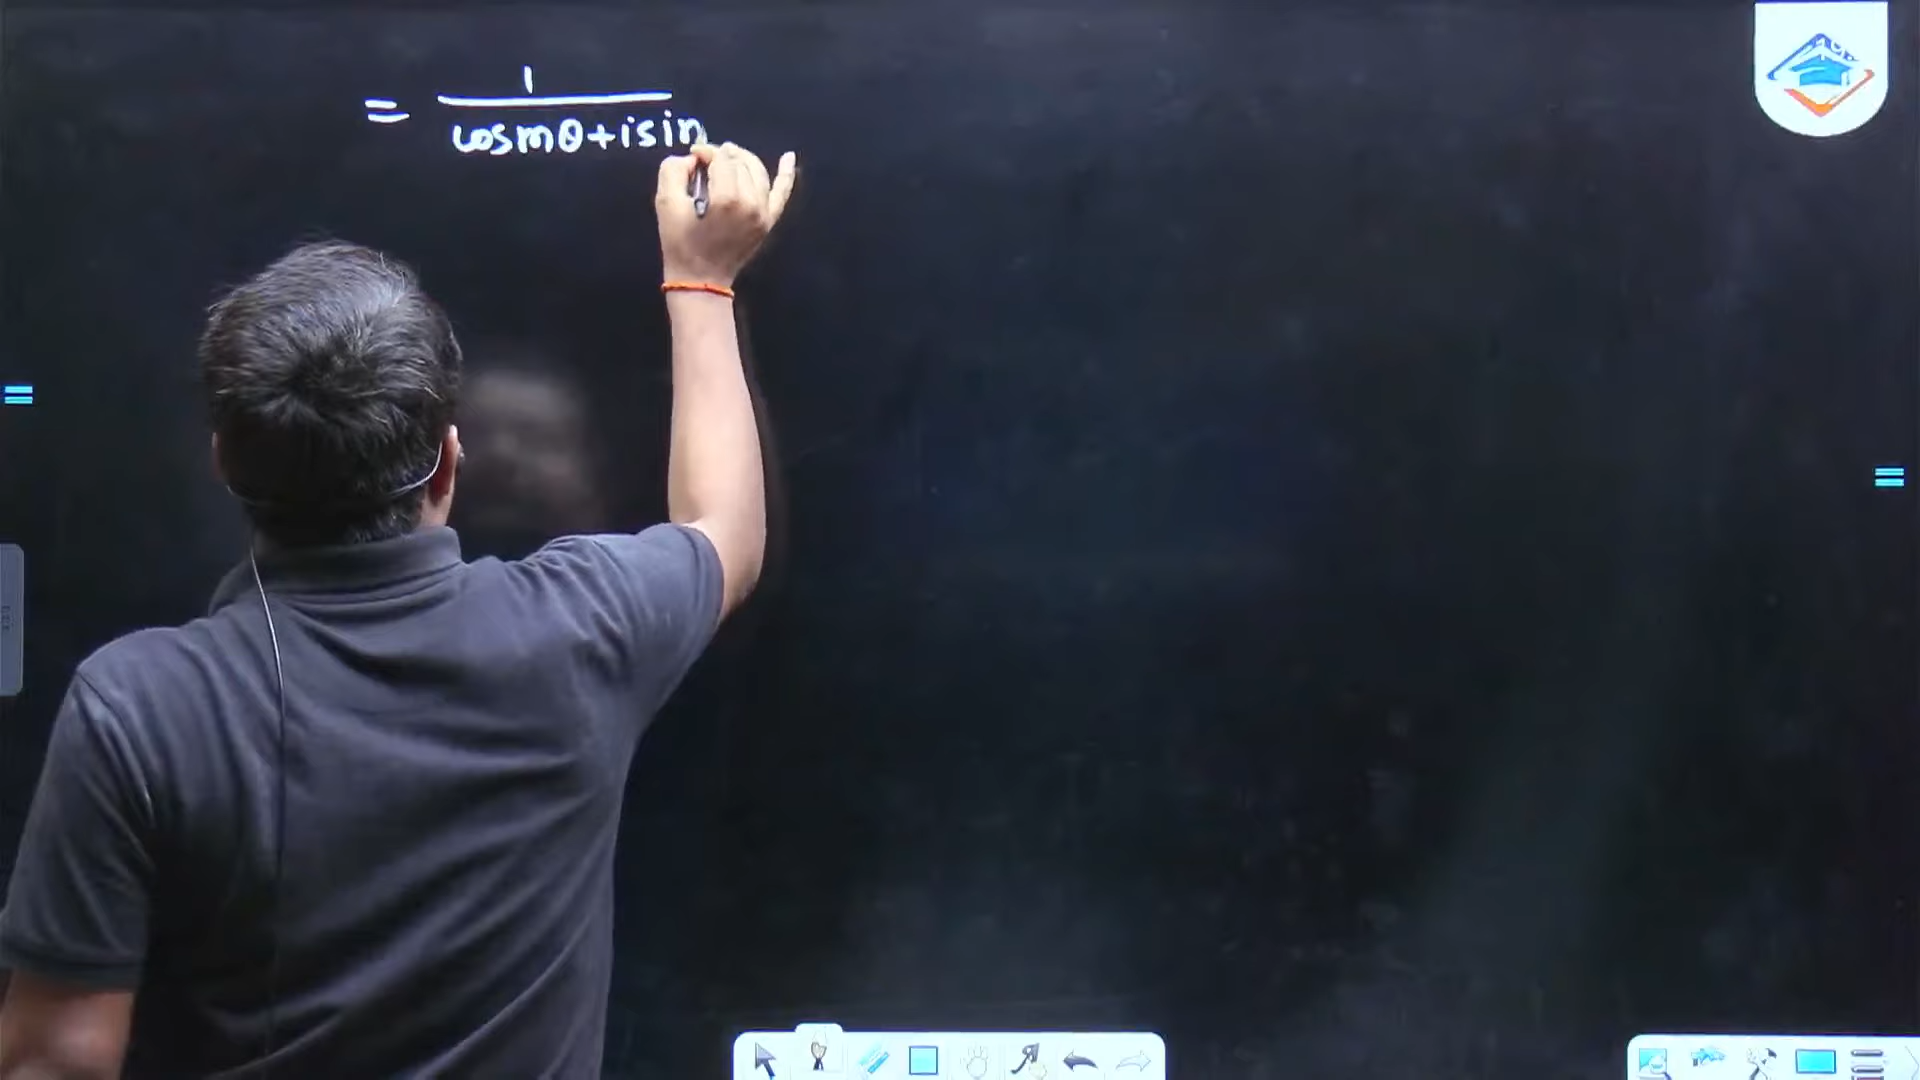 = 1 / cosmθ+isin